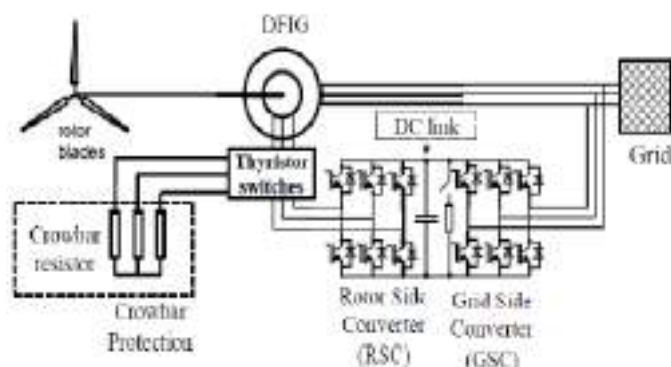 DFIG
rotor
blades
DC link
Grid
Thyristor
switches
Crowbar
resistor
Crowbar
Protection
Rotor Side
Converter
(RSC)
Grid Side
Converter
(GSC)